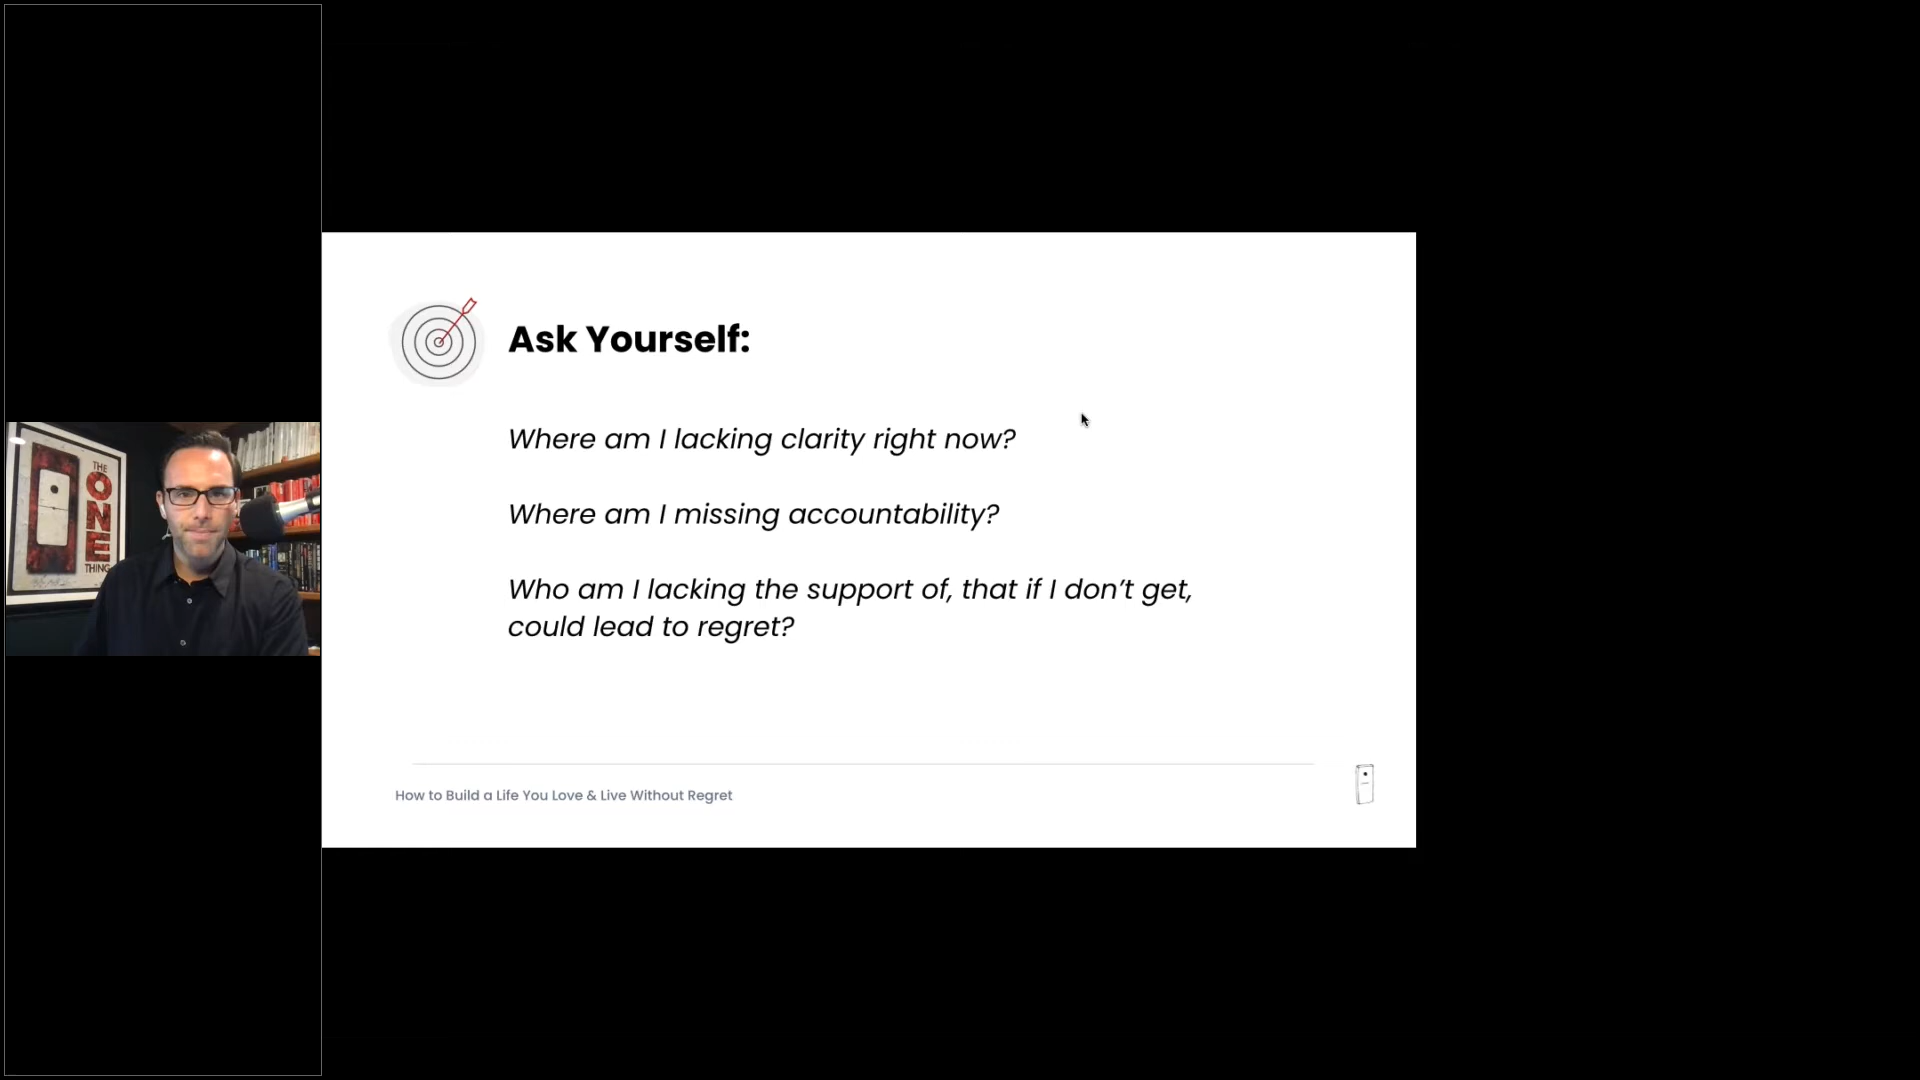 THE
ONE
THING
Ask Yourself:
Where am I lacking clarity right now?
Where am I missing accountability?
Who am I lacking the support of, that if I don’t get,
could lead to regret?
How to Build a Life You Love & Live Without Regret